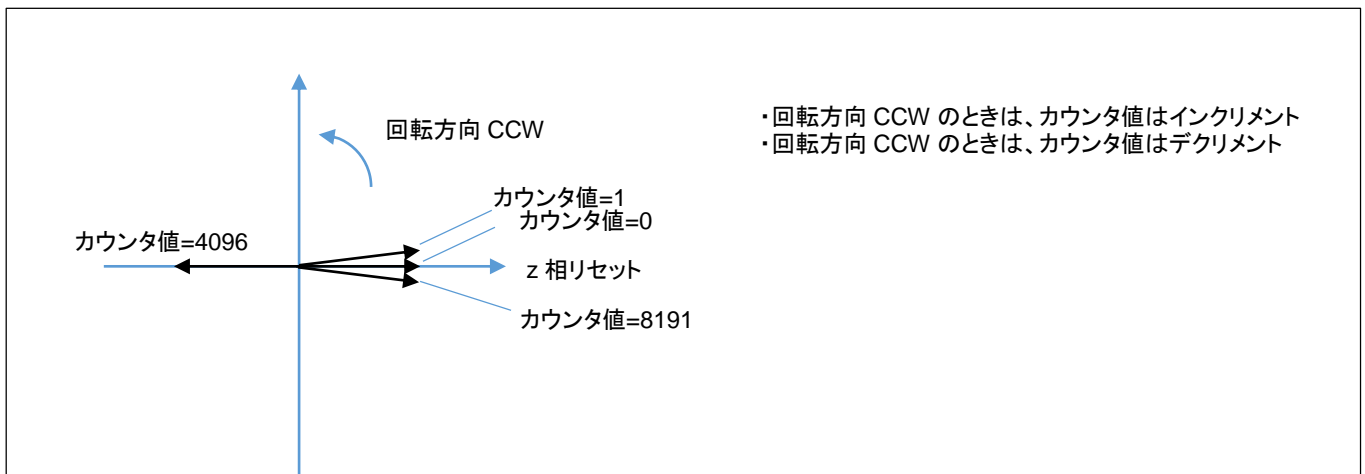 回転方向 CCW
・回転方向 CCW のときは、カウンタ値はインクリメント
・回転方向 CCW のときは、カウンタ値はデクリメント
カウンタ値=1
カウンタ値=0
カウンタ値=4096
z 相リセット
カウンタ値=8191